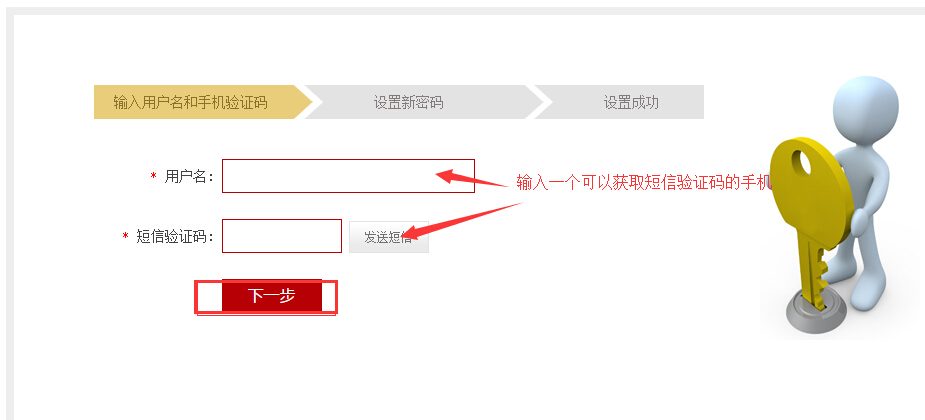 输入用户名和手机验证码 设置新密码 设置成功
* 用户名:
输入一个可以获取短信验证码的手机
* 短信验证码: 发送短信
下一步